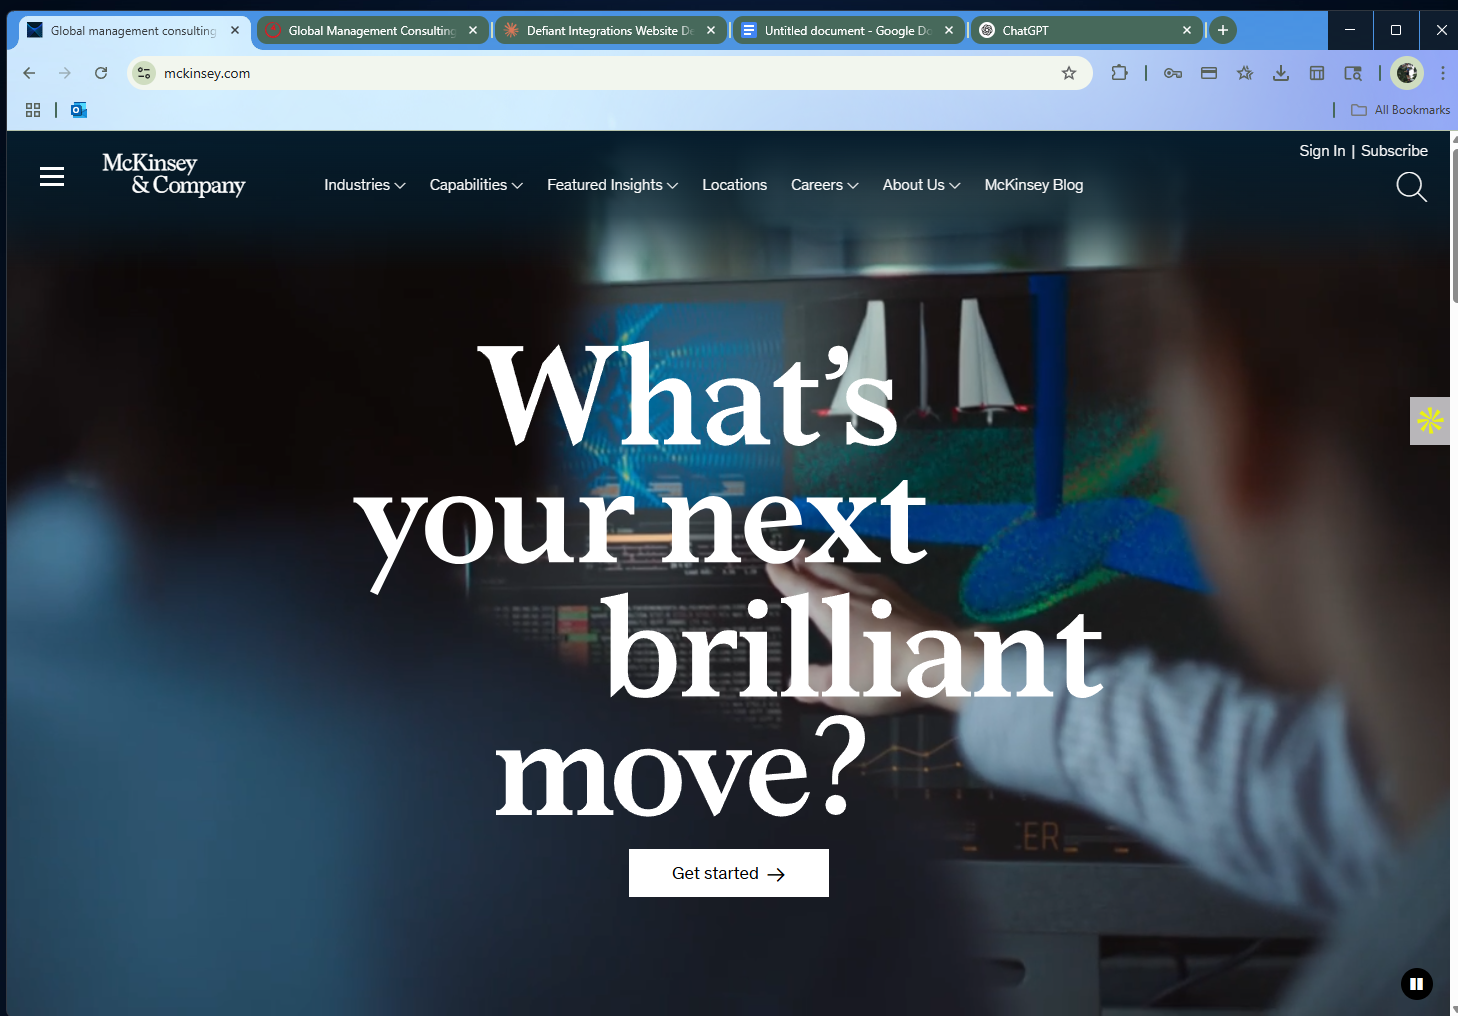 Global management consulting
Global Management Consulting
Defiant Integrations Website De
Untitled document - Google Do
ChatGPT
mckinsey.com
All Bookmarks
Sign In | Subscribe
McKinsey
& Company
Industries
Capabilities
Featured Insights
Locations
Careers
About Us
McKinsey Blog
What’s
your next
brilliant
move?
Get started